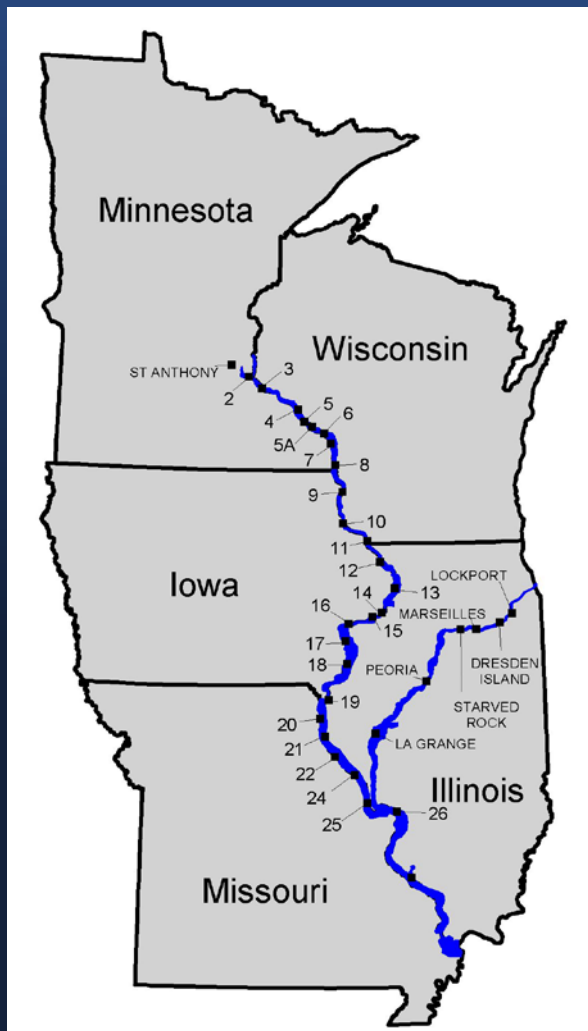 Minnesota
Wisconsin
ST ANTHONY
2
3
4
5
5A
6
7
8
9
10
11
Iowa
12
13
14
15
16
17
18
LOCKPORT
MARSEILLES
DRESDEN
ISLAND
PEORIA
STARVED
ROCK
19
20
21
LA GRANGE
22
24
Illinois
25
26
Missouri